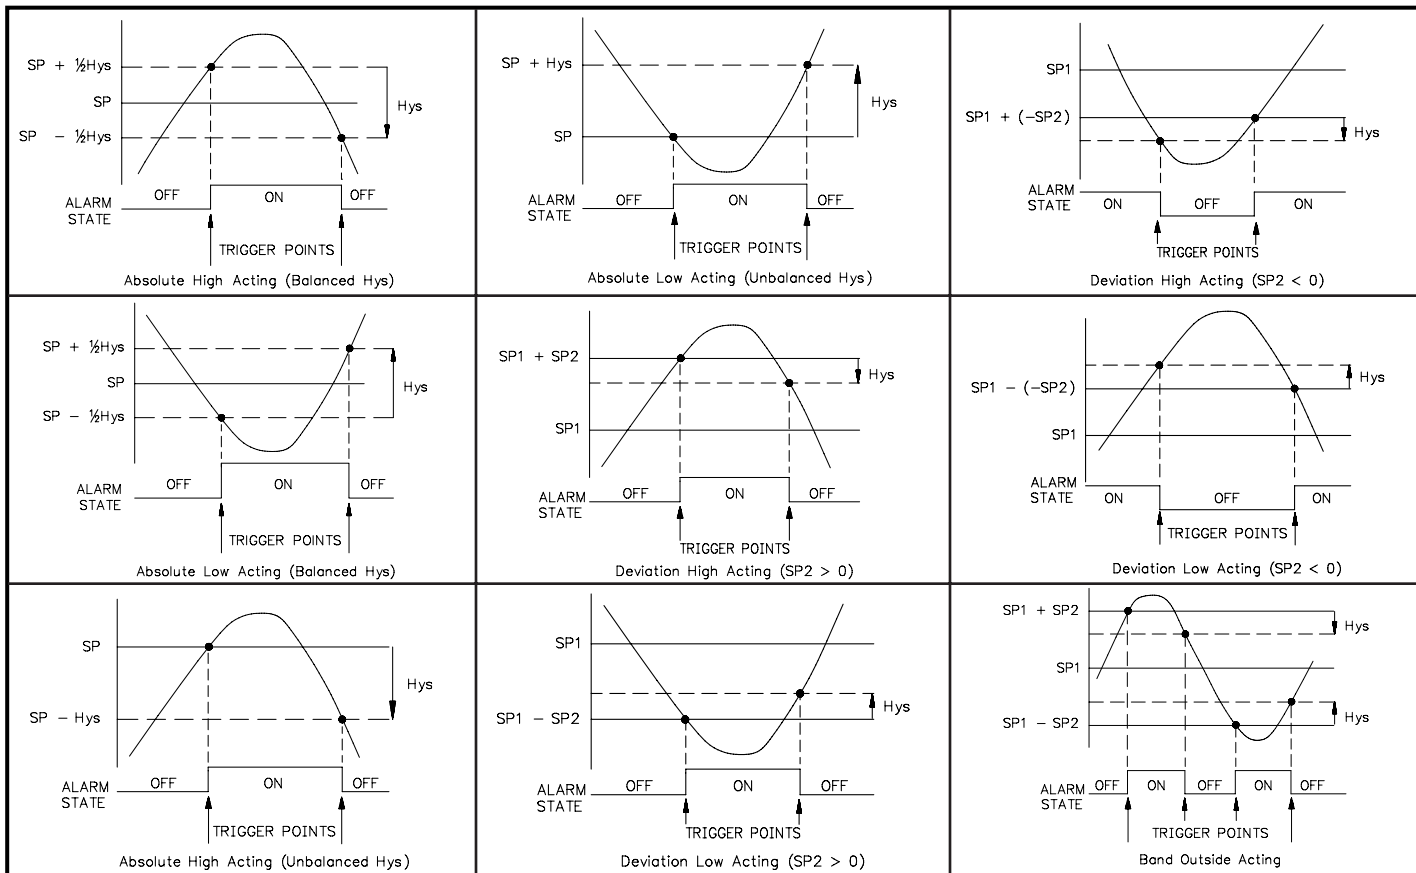 SP + ½Hys
SP
SP - ½Hys
Hys
OFF
ON
OFF
ALARM
STATE
TRIGGER POINTS
Absolute High Acting (Balanced Hys)
SP + Hys
SP
Hys
OFF
ON
OFF
ALARM
STATE
TRIGGER POINTS
Absolute Low Acting (Unbalanced Hys)
SP1
SP1 + (-SP2)
Hys
ALARM
STATE
ON
OFF
ON
TRIGGER POINTS
Deviation High Acting (SP2 < 0)
SP + ½Hys
SP
SP - ½Hys
Hys
OFF
ON
OFF
ALARM
STATE
TRIGGER POINTS
Absolute Low Acting (Balanced Hys)
SP1 + SP2
Hys
SP1
OFF
ON
OFF
ALARM
STATE
TRIGGER POINTS
Deviation High Acting (SP2 > 0)
SP1 - (-SP2)
Hys
SP1
ALARM
STATE
ON
OFF
ON
TRIGGER POINTS
Deviation Low Acting (SP2 < 0)
SP
Hys
SP - Hys
OFF
ON
OFF
ALARM
STATE
TRIGGER POINTS
Absolute High Acting (Unbalanced Hys)
SP1
SP1 - SP2
Hys
OFF
ON
OFF
ALARM
STATE
TRIGGER POINTS
Deviation Low Acting (SP2 > 0)
SP1 + SP2
Hys
SP1
SP1 - SP2
Hys
ALARM
STATE
OFF
ON
OFF
ON
OFF
TRIGGER POINTS
Band Outside Acting